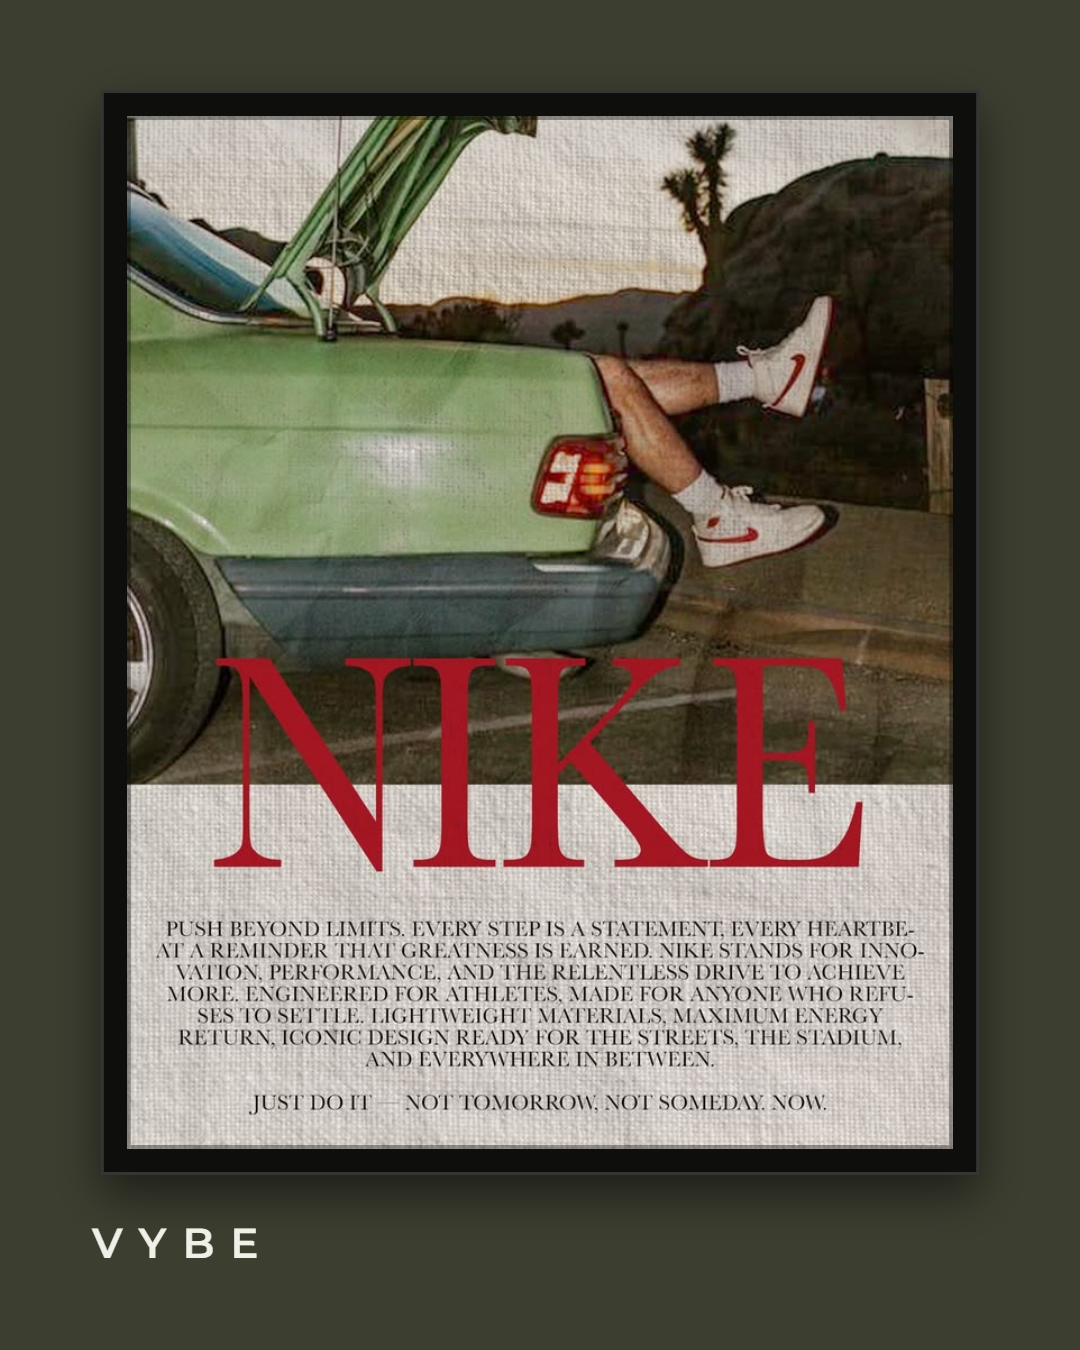 NIKE
PUSH BEYOND LIMITS. EVERY STEP IS A STATEMENT, EVERY HEARTBE-
AT A REMINDER THAT GREATNESS IS EARNED. NIKE STANDS FOR INNO-
VATION, PERFORMANCE, AND THE RELENTLESS DRIVE TO ACHIEVE
MORE. ENGINEERED FOR ATHLETES, MADE FOR ANYONE WHO REFU-
SES TO SETTLE. LIGHTWEIGHT MATERIALS, MAXIMUM ENERGY
RETURN, ICONIC DESIGN READY FOR THE STREETS, THE STADIUM,
AND EVERYWHERE IN BETWEEN.
JUST DO IT — NOT TOMORROW, NOT SOMEDAY. NOW.
VYBE